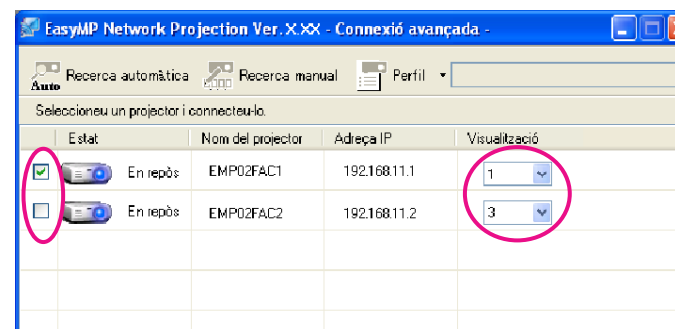 EasyMP Network Projection Ver.X.XX - Connexió avançada -
Auto Recerca automàtica Recerca manual Perfil
Seleccioneu un projector i connecteu-lo.
Estat Nom del projector Adreça IP Visualització
En repòs EMP02FAC1 192.168.11.1 1
En repòs EMP02FAC2 192.168.11.2 3